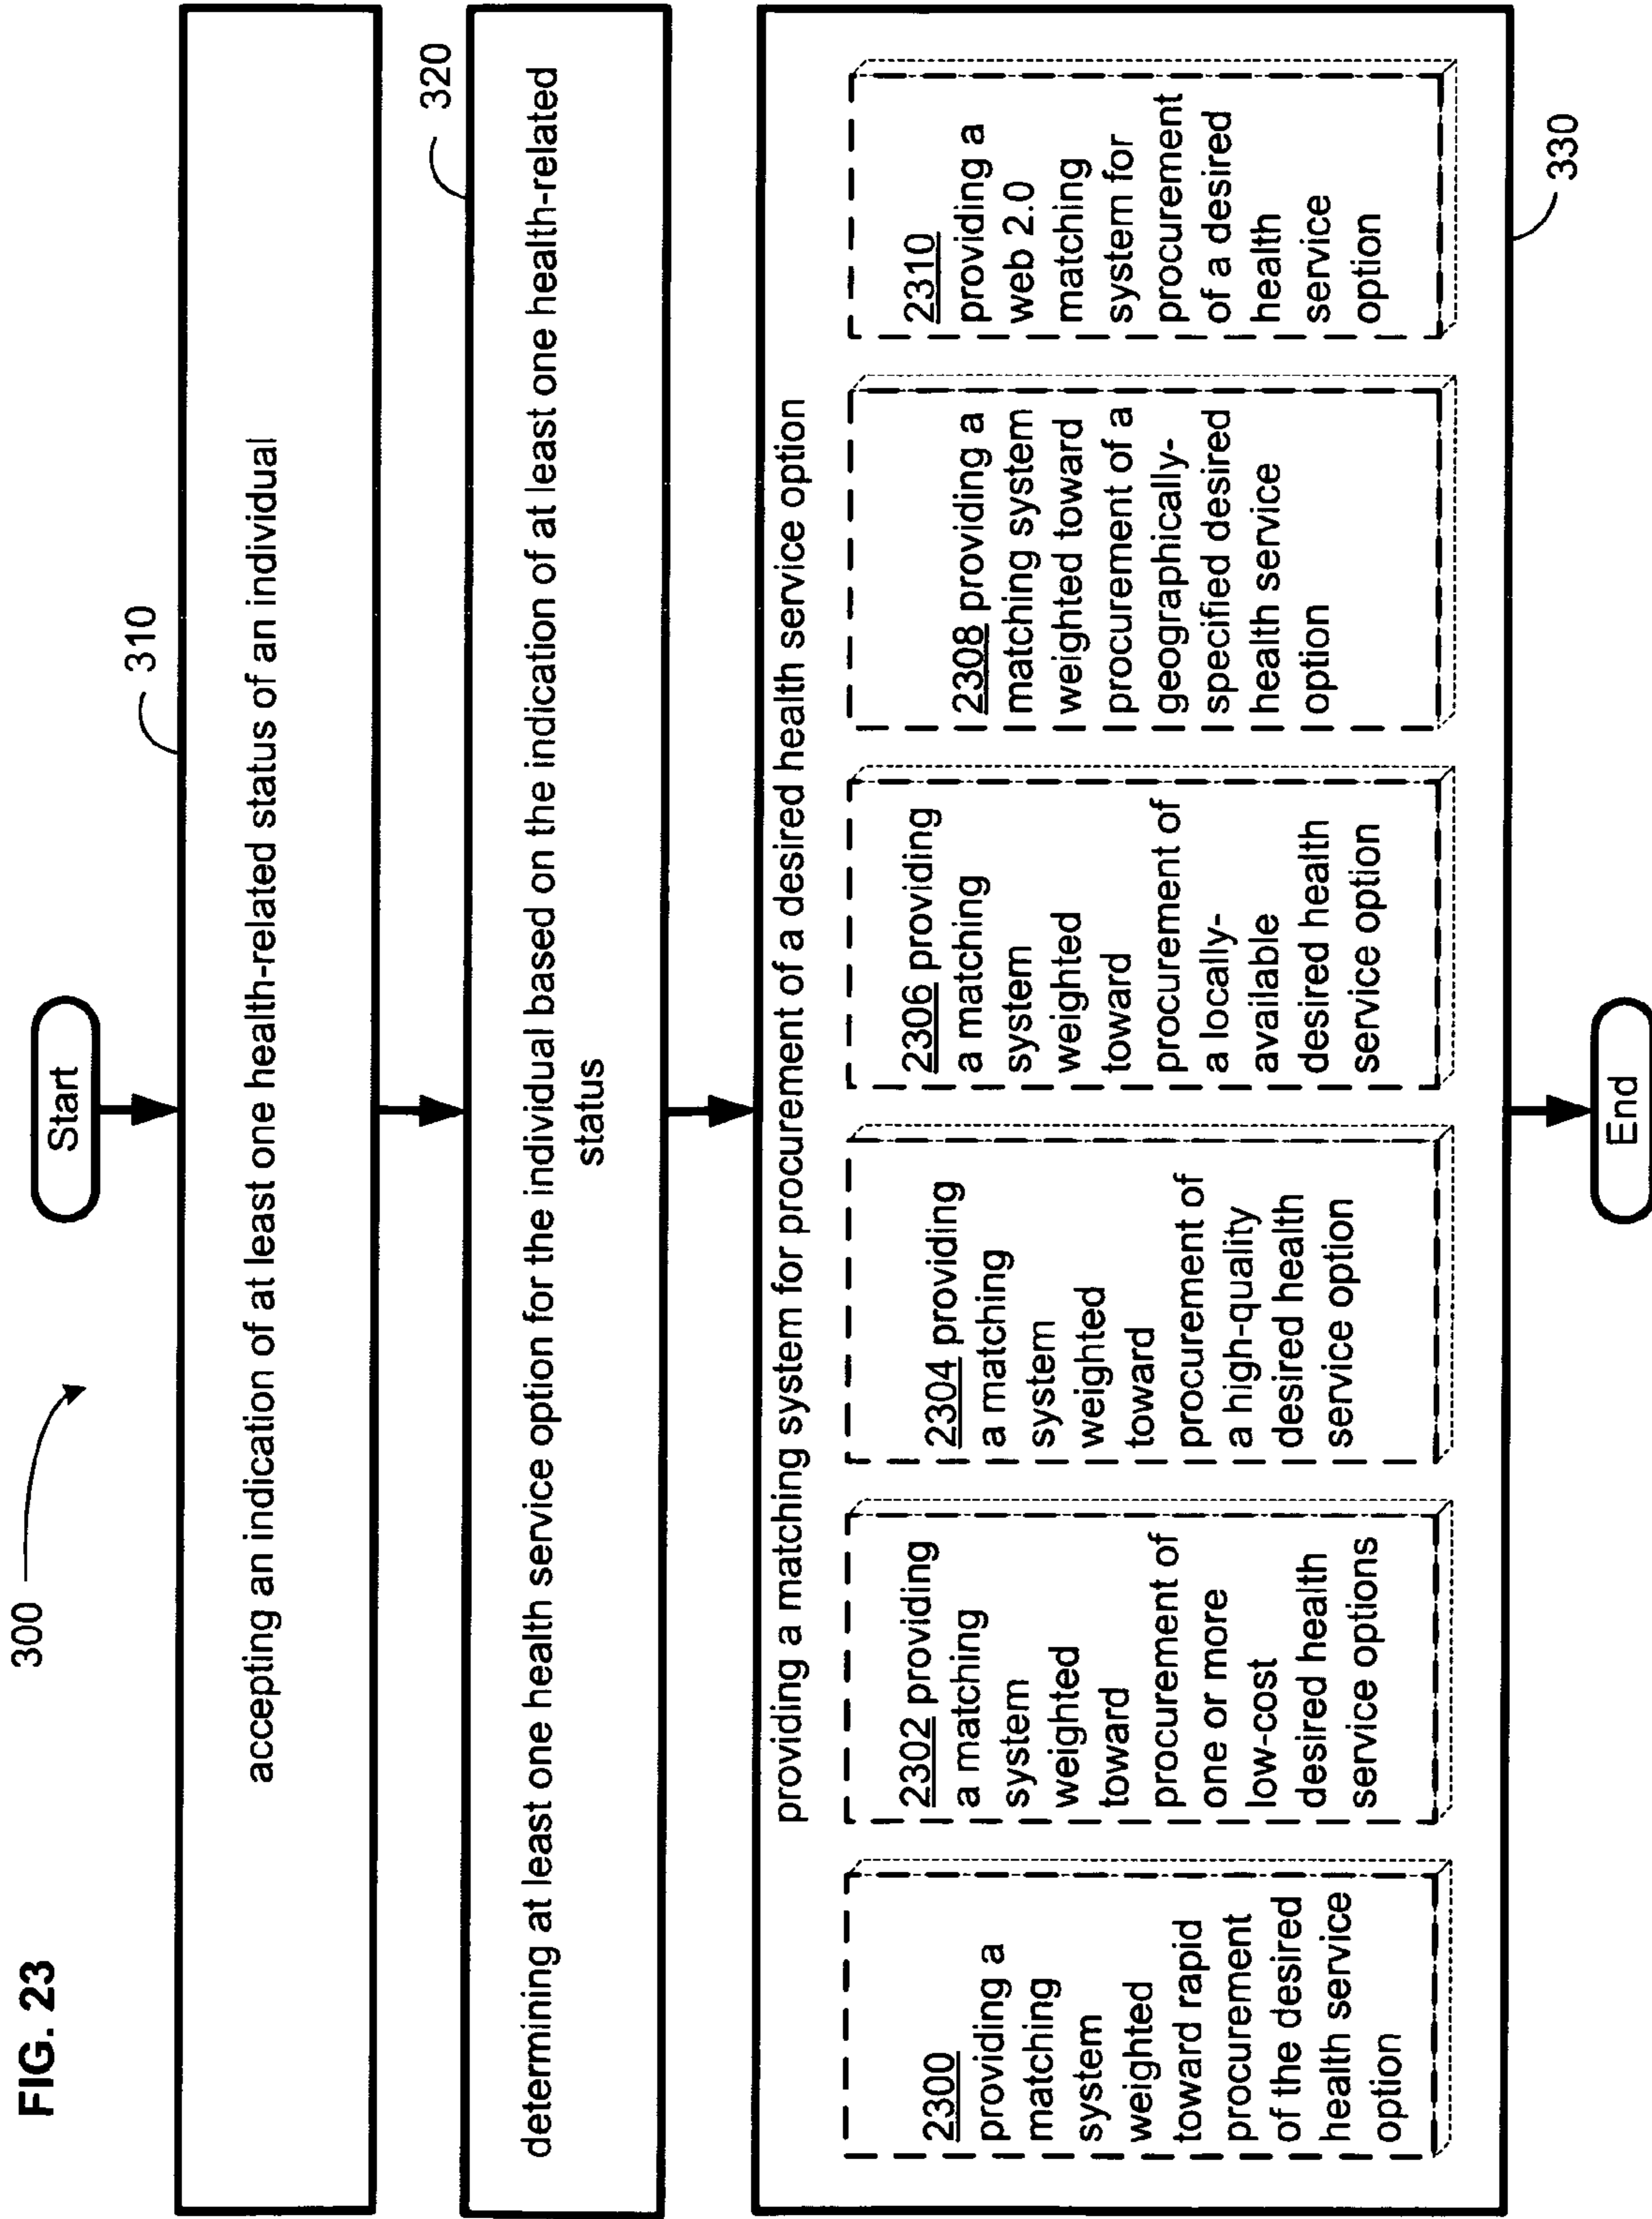 FIG. 23
300
Start
310
accepting an indication of at least one health-related status of an individual
320
determining at least one health service option for the individual based on the indication of at least one health-related
status
providing a matching system for procurement of a desired health service option
2300
providing a
matching
system
weighted
toward rapid
procurement
of the desired
health service
option
2302 providing
a matching
system
weighted
toward
procurement of
one or more
low-cost
desired health
service options
2304 providing
a matching
system
weighted
toward
procurement of
a high-quality
desired health
service option
2306 providing
a matching
system
weighted
toward
procurement of
a locally-
available
desired health
service option
2308 providing a
matching system
weighted toward
procurement of a
geographically-
specified desired
health service
option
2310
providing a
web 2.0
matching
system for
procurement
of a desired
health
service
option
330
End